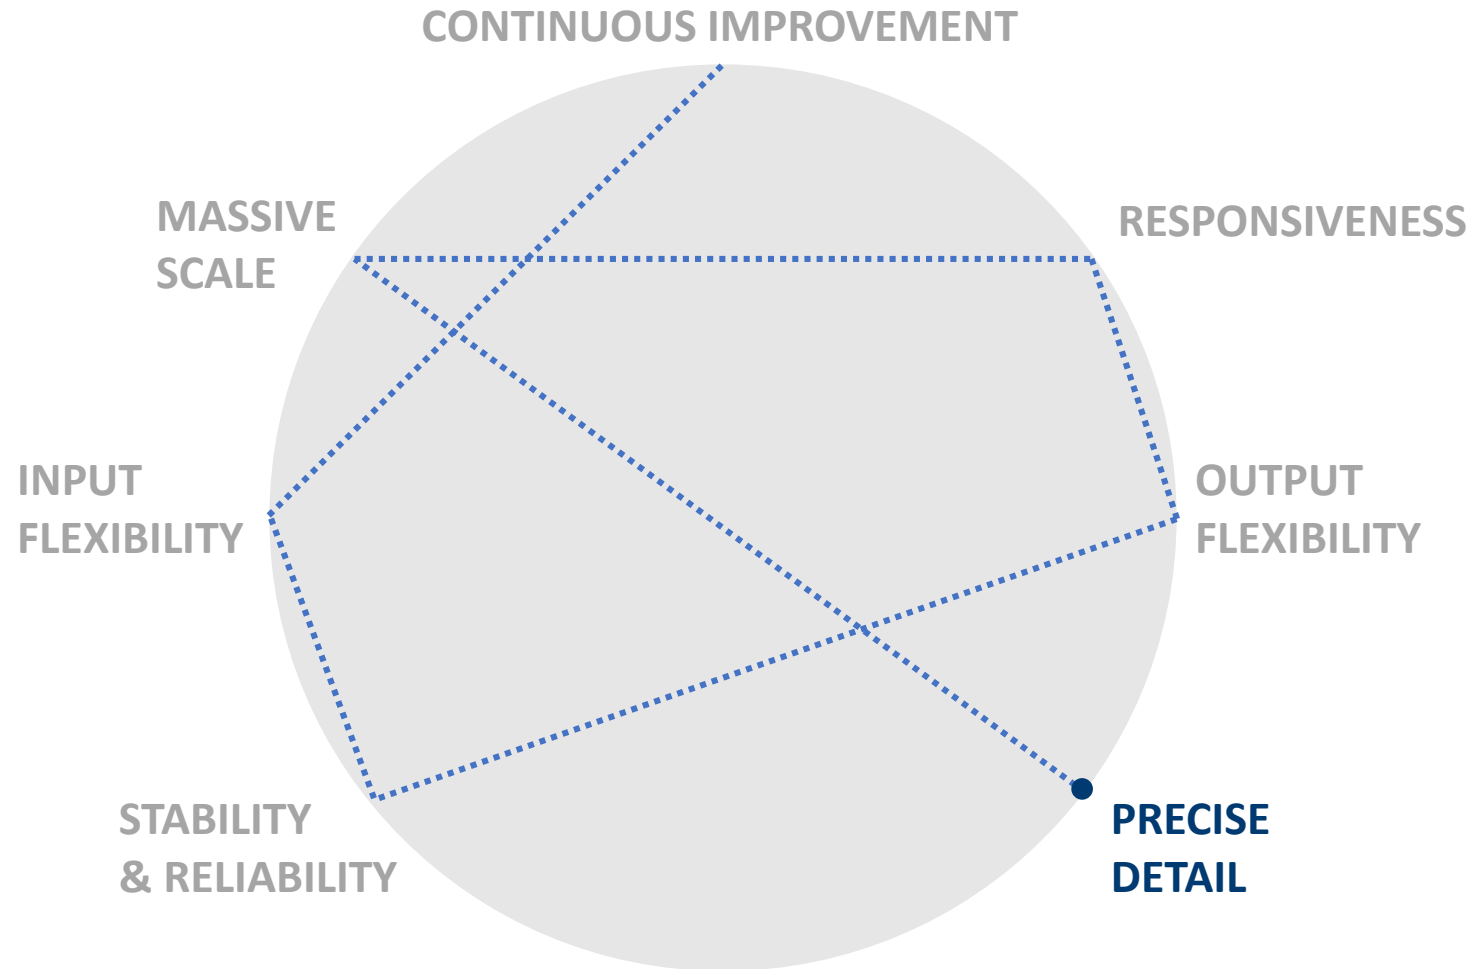 CONTINUOUS IMPROVEMENT
MASSIVE
SCALE
RESPONSIVENESS
INPUT
FLEXIBILITY
OUTPUT
FLEXIBILITY
STABILITY
& RELIABILITY
PRECISE
DETAIL